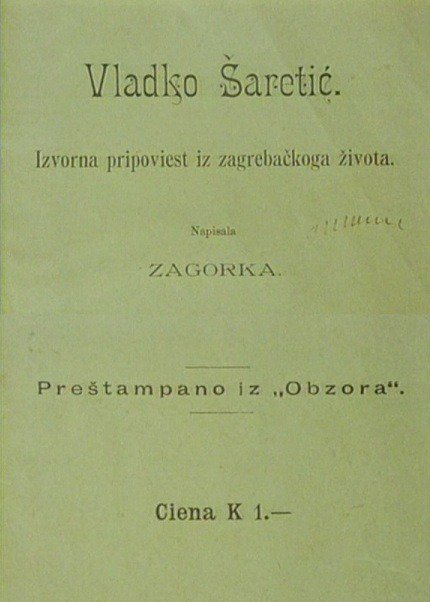 Vladko Šaretić.
Izvorna pripoviest iz zagrebačkoga života.
Napisala
ZAGORKA.
Preštampano iz „Obzora“.
Ciena K 1.—